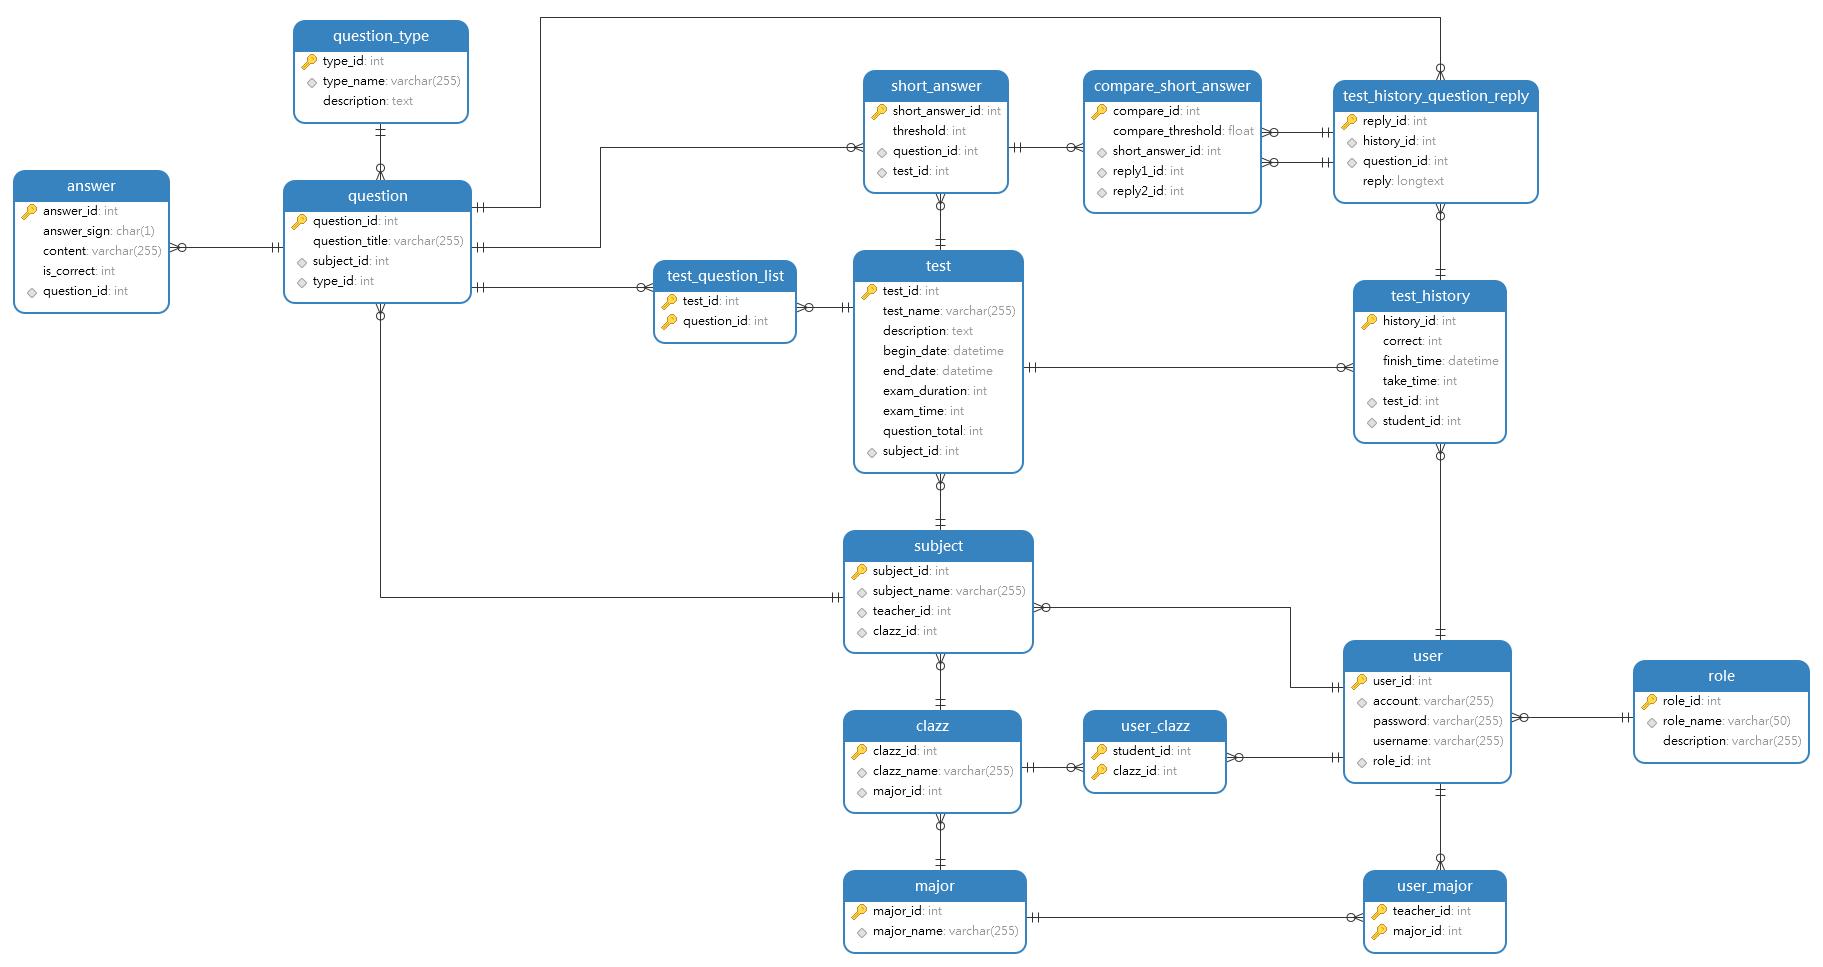 question_type
type_id: int
type_name: varchar(255)
description: text
answer
answer_id: int
answer_sign: char(1)
content: varchar(255)
is_correct: int
question_id: int
question
question_id: int
question_title: varchar(255)
subject_id: int
type_id: int
short_answer
short_answer_id: int
threshold: int
question_id: int
test_id: int
compare_short_answer
compare_id: int
compare_threshold: float
short_answer_id: int
reply1_id: int
reply2_id: int
test_history_question_reply
reply_id: int
history_id: int
question_id: int
reply: longtext
test_question_list
test_id: int
question_id: int
test
test_id: int
test_name: varchar(255)
description: text
begin_date: datetime
end_date: datetime
exam_duration: int
exam_time: int
question_total: int
subject_id: int
test_history
history_id: int
correct: int
finish_time: datetime
take_time: int
test_id: int
student_id: int
subject
subject_id: int
subject_name: varchar(255)
teacher_id: int
clazz_id: int
user
user_id: int
account: varchar(255)
password: varchar(255)
username: varchar(255)
role_id: int
role
role_id: int
role_name: varchar(50)
description: varchar(255)
clazz
clazz_id: int
clazz_name: varchar(255)
major_id: int
user_clazz
student_id: int
clazz_id: int
major
major_id: int
major_name: varchar(255)
user_major
teacher_id: int
major_id: int